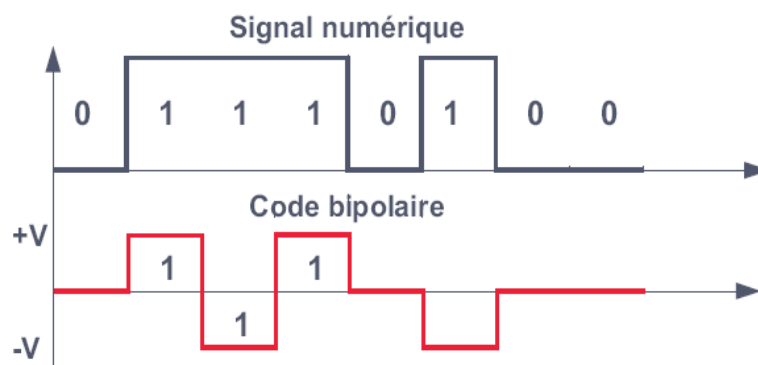 Signal numérique
0 1 1 1 0 1 0 0
Code bipolaire
+V
1 1
1
-V